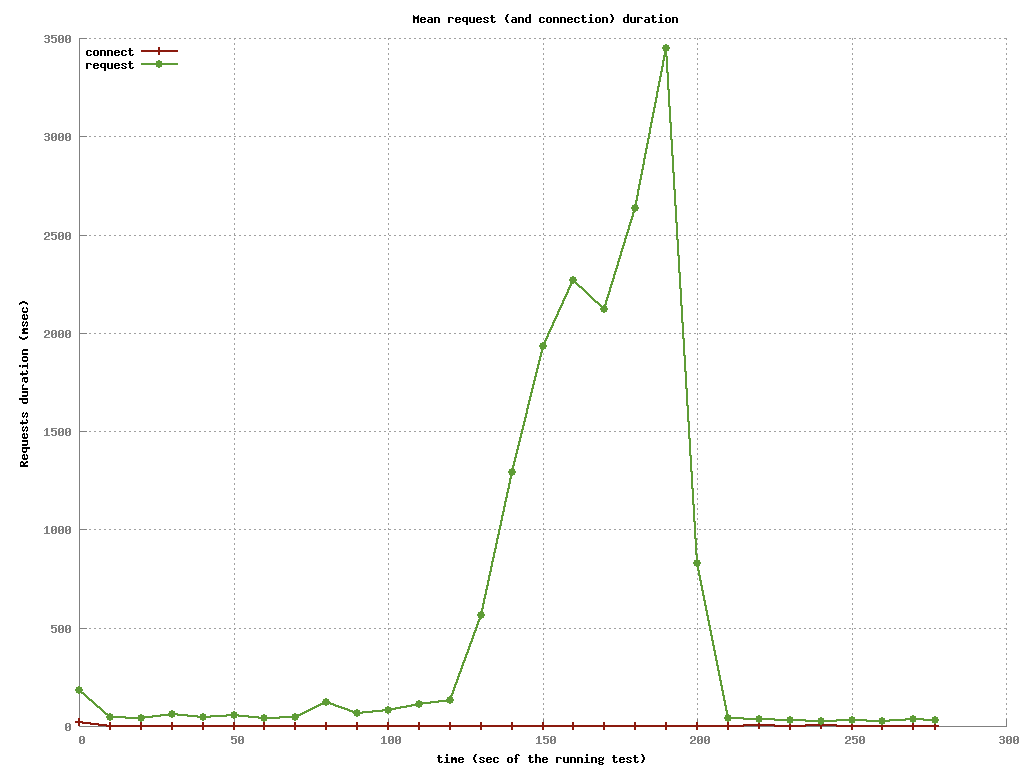 Mean request (and connection) duration
connect
request
3500
3000
2500
2000
1500
1000
500
0
Requests duration (msec)
0 50 100 150 200 250 300
time (sec of the running test)